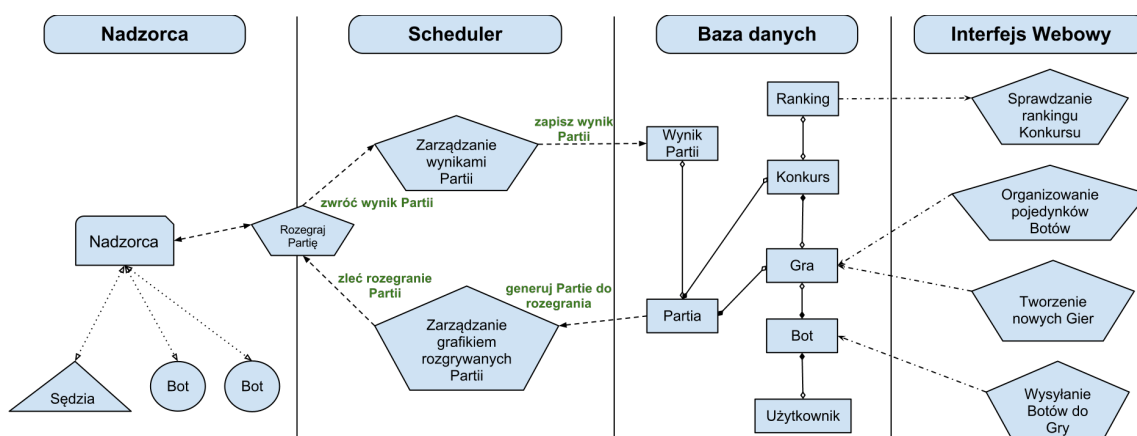 Nadzorca
Scheduler
Baza danych
Interfejs Webowy
Nadzorca
Sędzia
Bot
Bot
Rozegraj
Partię
zwróć wynik Partii
zleć rozegranie
Partii
Zarządzanie
wynikami
Partii
Zarządzanie
grafikiem
rozgrywanych
Partii
zapisz wynik
Partii
generuj Partie do
rozegrania
Wynik
Partii
Partia
Ranking
Konkurs
Gra
Bot
Użytkownik
Sprawdzanie
rankingu
Konkursu
Organizowanie
pojedynków
Botów
Tworzenie
nowych Gier
Wysyłanie
Botów do
Gry